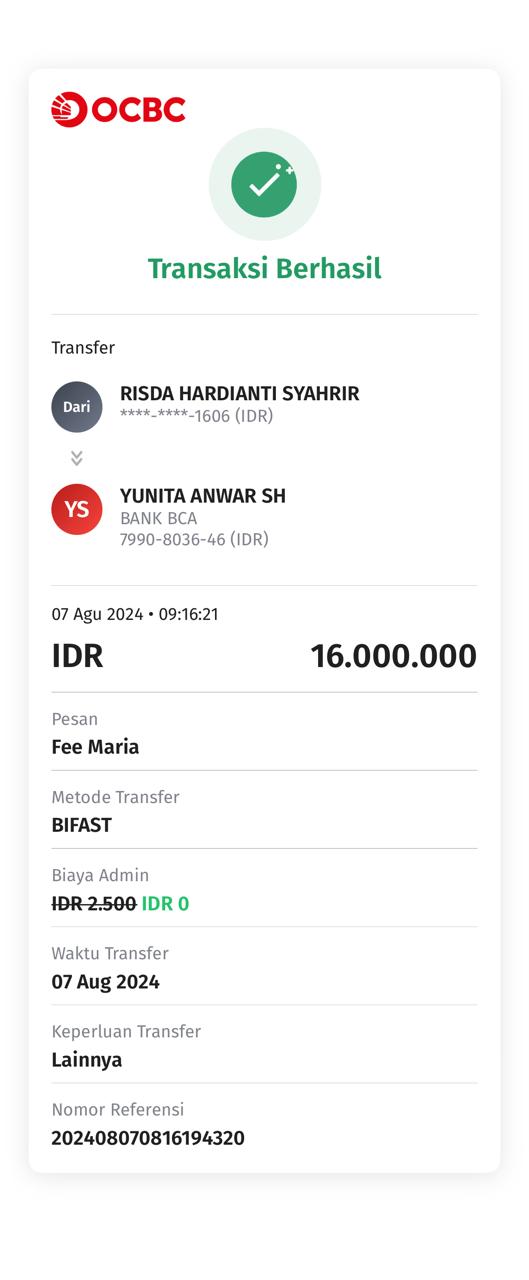 OCBC
Transaksi Berhasil
Transfer
Dari
RISDA HARDIANTI SYAHRIR
****-****-1606 (IDR)
YS
YUNITA ANWAR SH
BANK BCA
7990-8036-46 (IDR)
07 Agu 2024 • 09:16:21
IDR 16.000.000
Pesan
Fee Maria
Metode Transfer
BIFAST
Biaya Admin
IDR 2.500 IDR 0
Waktu Transfer
07 Aug 2024
Keperluan Transfer
Lainnya
Nomor Referensi
202408070816194320